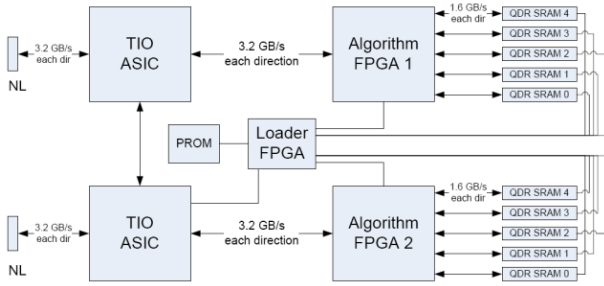 3.2 GB/s
each dir
NL
TIO
ASIC
3.2 GB/s
each direction
Algorithm
FPGA 1
1.6 GB/s
each dir
QDR SRAM 4
QDR SRAM 3
QDR SRAM 2
QDR SRAM 1
QDR SRAM 0
PROM
Loader
FPGA
3.2 GB/s
each dir
NL
TIO
ASIC
3.2 GB/s
each direction
Algorithm
FPGA 2
1.6 GB/s
each dir
QDR SRAM 4
QDR SRAM 3
QDR SRAM 2
QDR SRAM 1
QDR SRAM 0